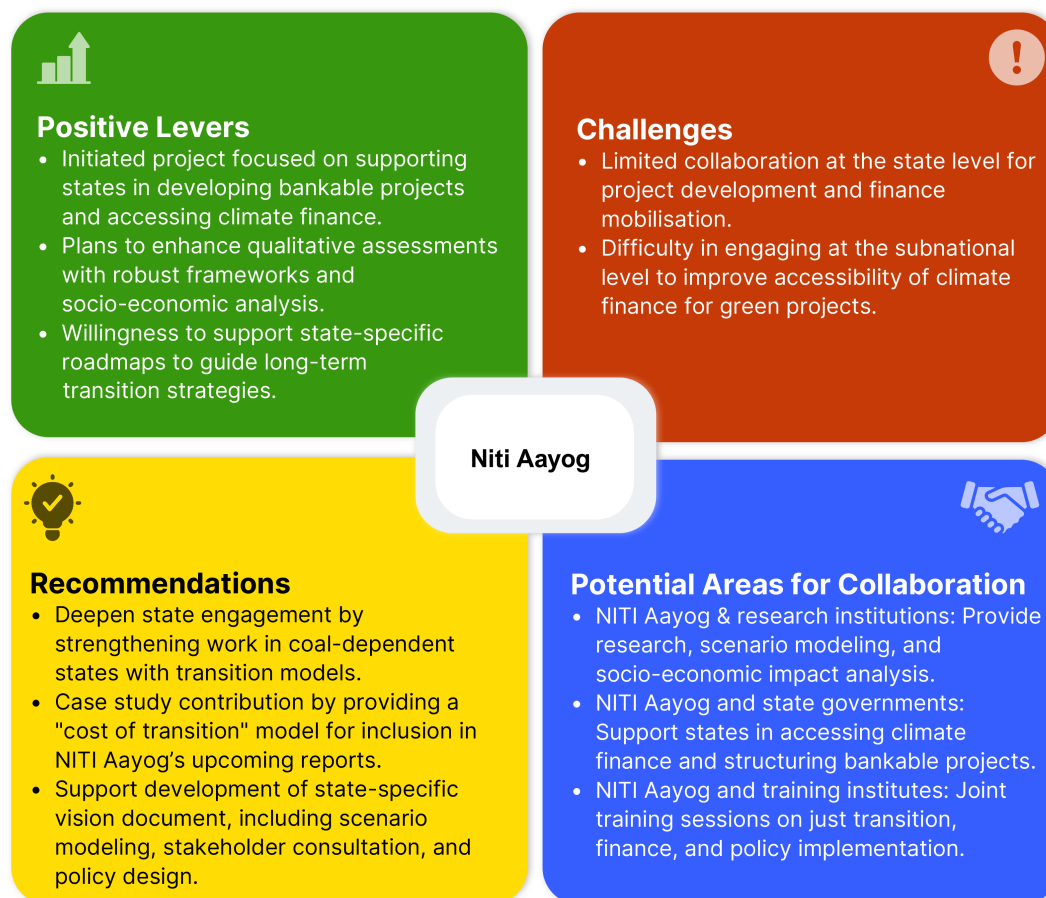 Positive Levers
• Initiated project focused on supporting
states in developing bankable projects
and accessing climate finance.
• Plans to enhance qualitative assessments
with robust frameworks and
socio-economic analysis.
• Willingness to support state-specific
roadmaps to guide long-term
transition strategies.
Challenges
• Limited collaboration at the state level for
project development and finance
mobilisation.
• Difficulty in engaging at the subnational
level to improve accessibility of climate
finance for green projects.
Niti Aayog
Recommendations
• Deepen state engagement by
strengthening work in coal-dependent
states with transition models.
• Case study contribution by providing a
"cost of transition" model for inclusion in
NITI Aayog’s upcoming reports.
• Support development of state-specific
vision document, including scenario
modeling, stakeholder consultation, and
policy design.
Potential Areas for Collaboration
• NITI Aayog & research institutions: Provide
research, scenario modeling, and
socio-economic impact analysis.
• NITI Aayog and state governments:
Support states in accessing climate
finance and structuring bankable projects.
• NITI Aayog and training institutes: Joint
training sessions on just transition,
finance, and policy implementation.